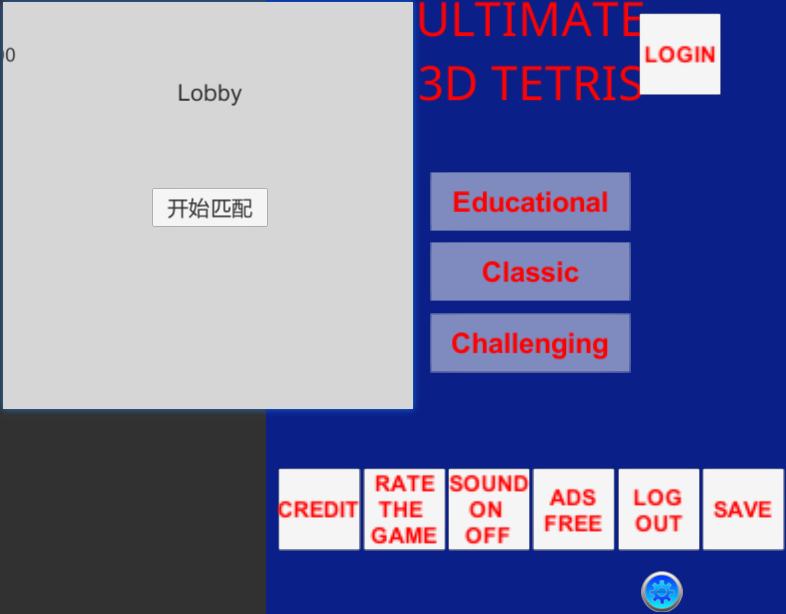 ULTIMATE
3D TETRIS
LOGIN
Lobby
开始匹配
Educational
Classic
Challenging
CREDIT
RATE
THE
GAME
SOUND
ON
OFF
ADS
FREE
LOG
OUT
SAVE